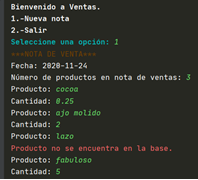 Bienvenido a Ventas.
1.-Nueva nota
2.-Salir
Seleccione una opción: 1
***NOTA DE VENTA***
Fecha: 2020-11-24
Número de productos en nota de ventas: 3
Producto: cocoa
Cantidad: 0.25
Producto: ajo molido
Cantidad: 2
Producto: lazo
Producto no se encuentra en la base.
Producto: fabuloso
Cantidad: 5